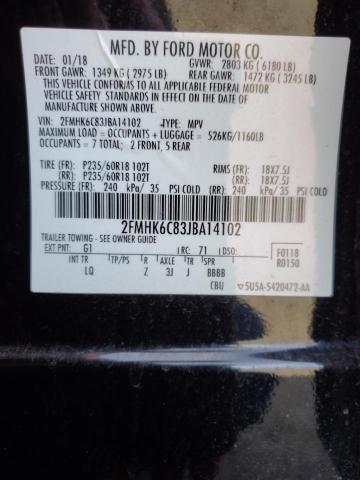 MFD. BY FORD MOTOR CO.
DATE: 01/18 GVWR: 2803 KG ( 6180 LB)
FRONT GAWR: 1349 KG ( 2975 LB) REAR GAWR: 1472 KG ( 3245 LB)
THIS VEHICLE CONFORMS TO ALL APPLICABLE FEDERAL MOTOR
VEHICLE SAFETY STANDARDS IN EFFECT ON THE DATE OF MANUFACTURE
VIN: 2FMHK6C83JBA14102 TYPE: MPV
MAXIMUM LOAD = OCCUPANTS + LUGGAGE = 526KG/1160LB
OCCUPANTS = 7 TOTAL; 2 FRONT, 5 REAR
TIRE (FR): P235/60R18 102T RIMS (FR): 18X7.5J
TIRE (RR): P235/60R18 102T (RR): 18X7.5J
PRESSURE (FR): 240 kPa/ 35 PSI COLD (RR): 240 kPa/ 35 PSI COLD
2FMHK6C83JBA14102
TRAILER TOWING - SEE OWNER GUIDE
EXT PNT: G1 RC: 71 DSO: F0118
INT TR TP/PS R AXLE TR SPR R0150
LQ Z 3J J BBBB
CBU 5U5A-5420472-AA